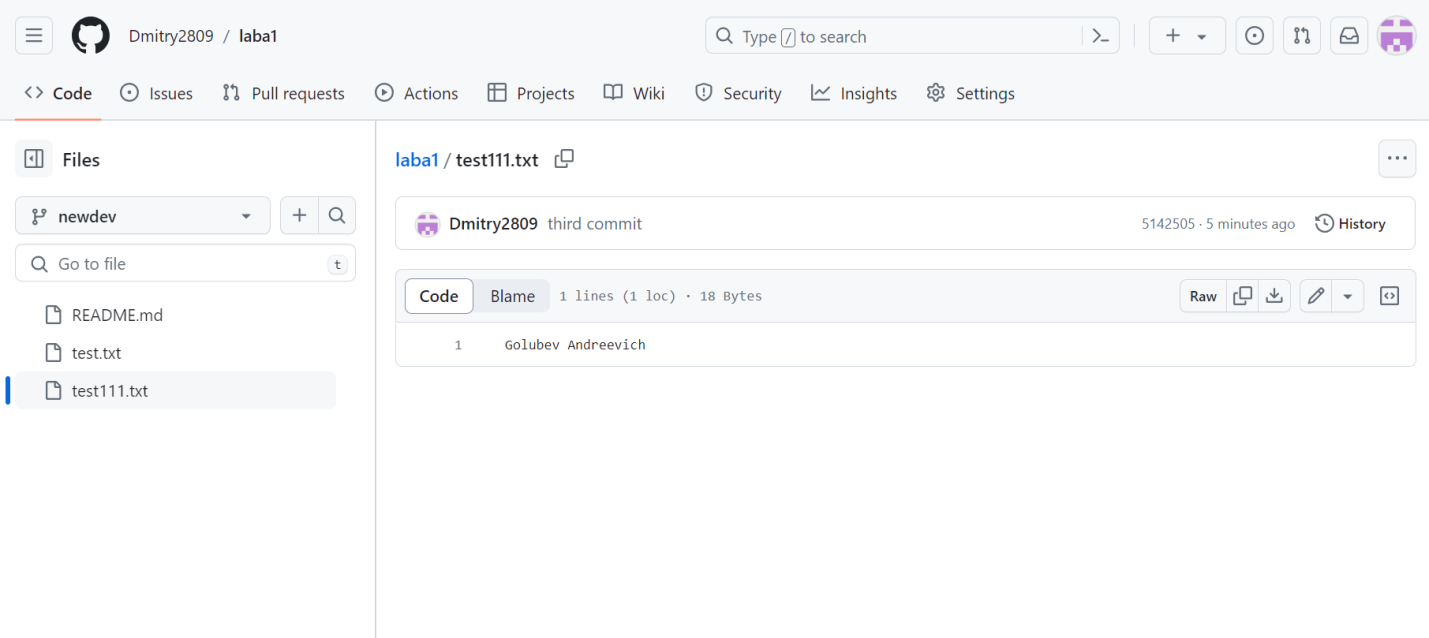 Dmitry2809 / laba1
Type / to search
Code Issues Pull requests Actions Projects Wiki Security Insights Settings
Files
newdev
Go to file t
README.md
test.txt
test111.txt
laba1 / test111.txt
Dmitry2809 third commit 5142505 · 5 minutes ago History
Code Blame 1 lines (1 loc) · 18 Bytes Raw
1 Golubev Andreevich